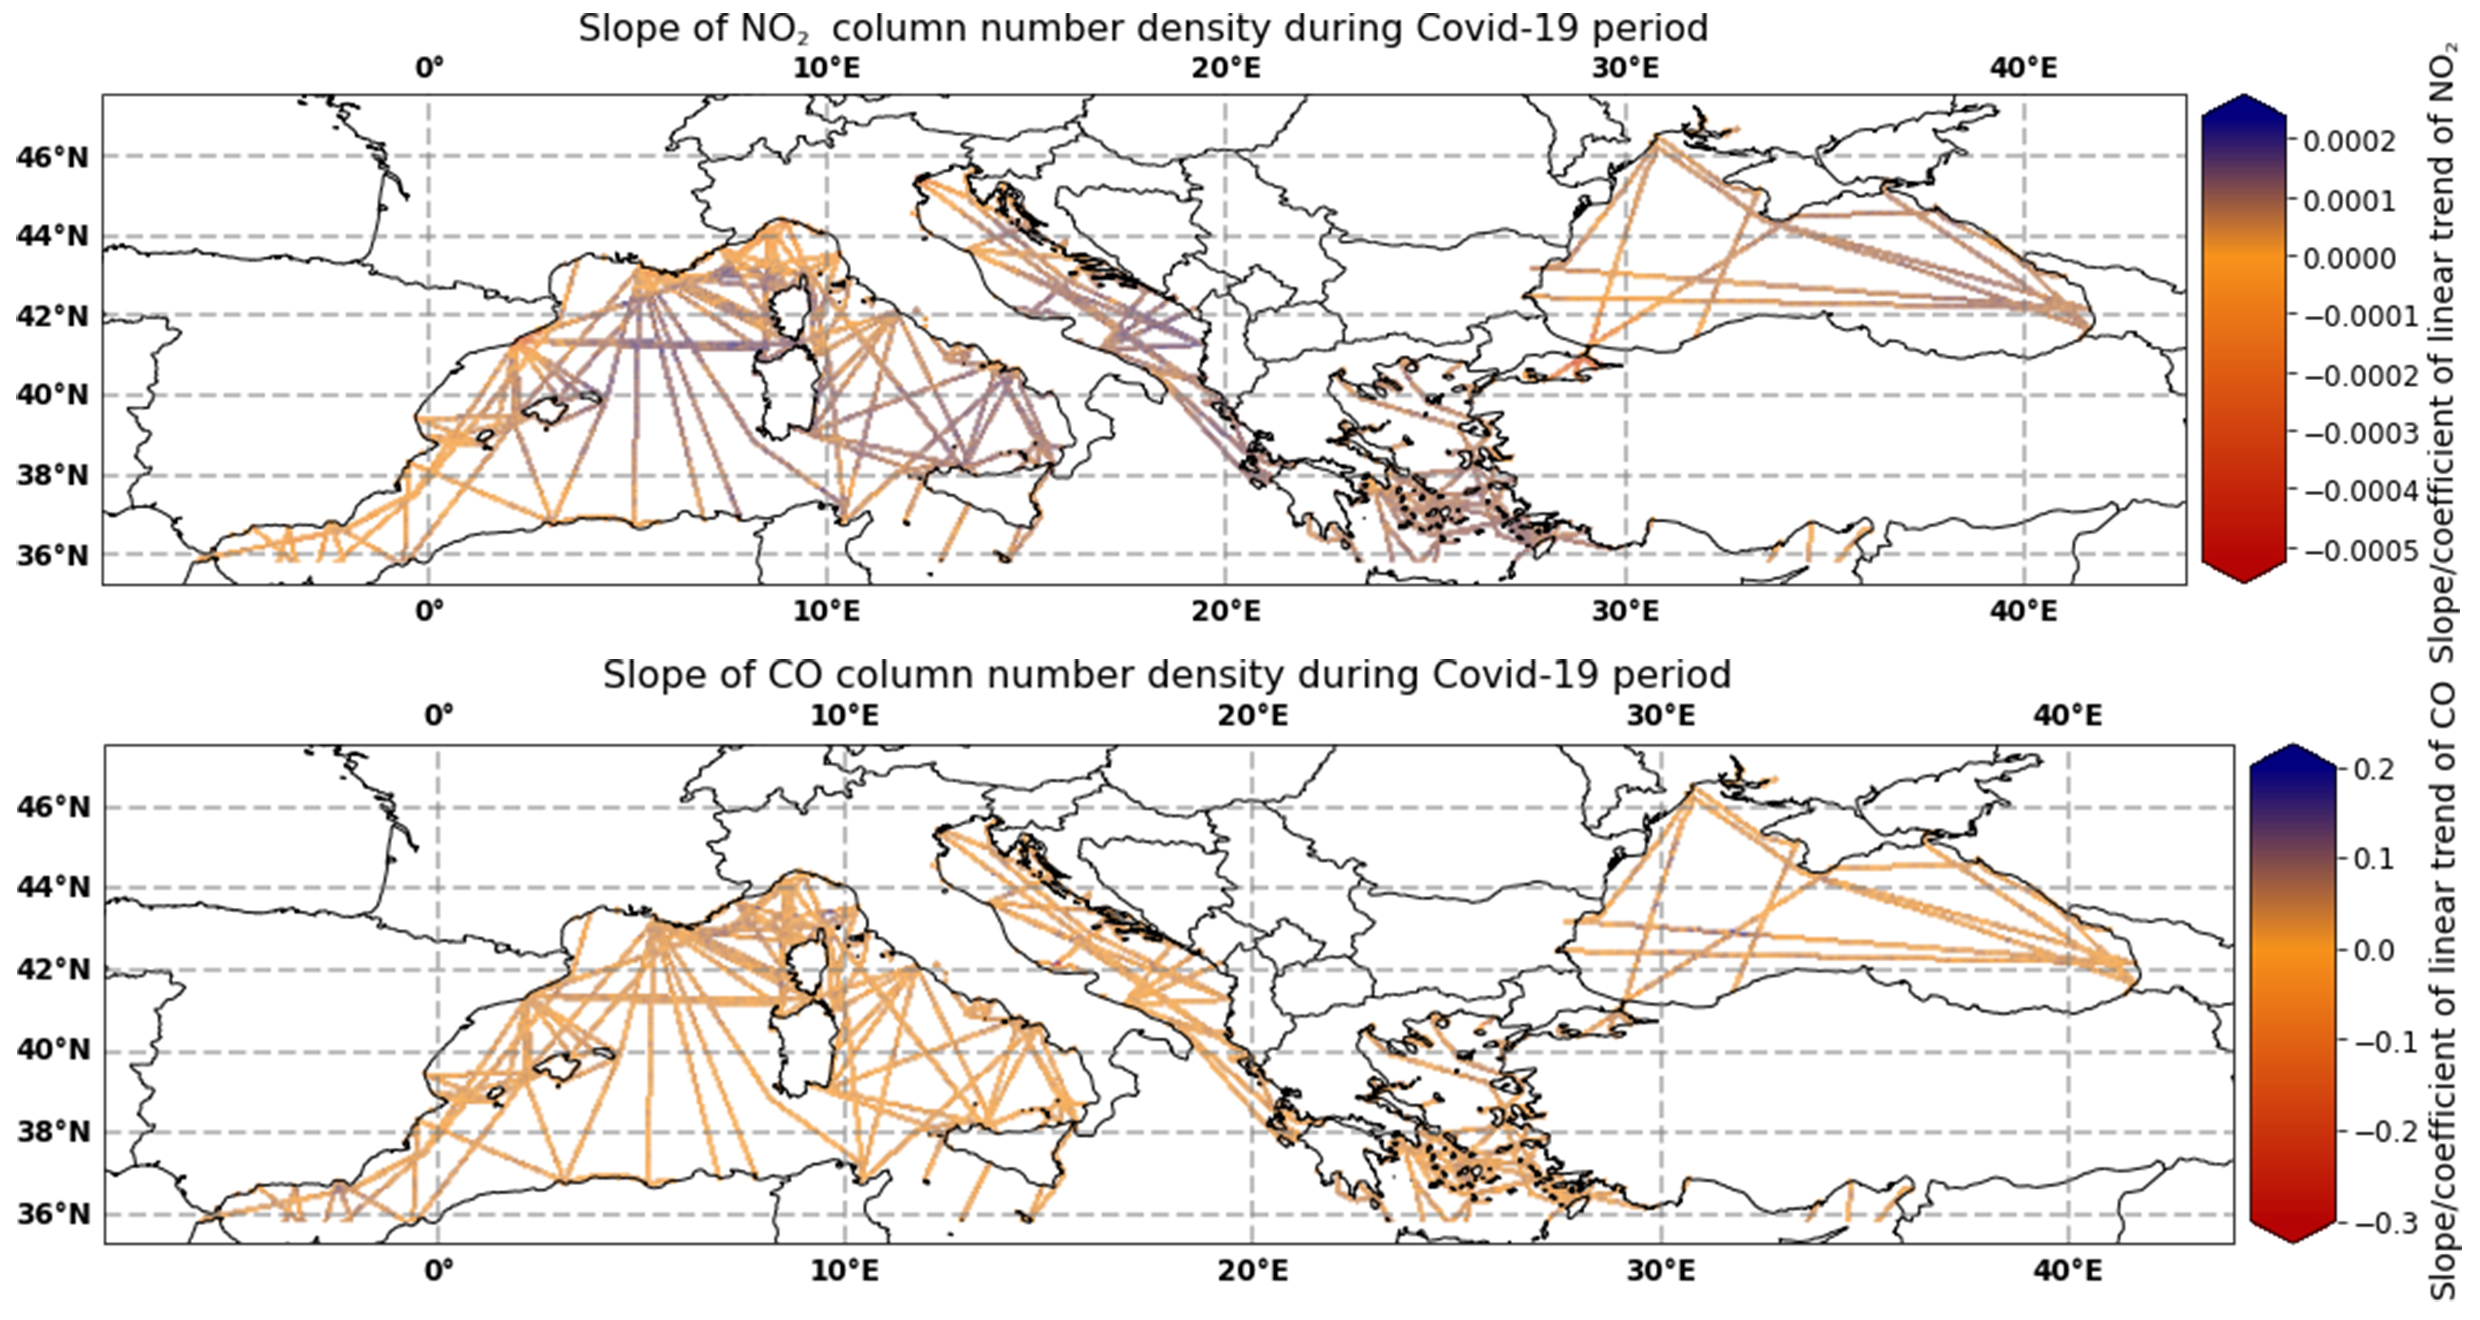 Slope of NO₂ column number density during Covid-19 period
0° 10°E 20°E 30°E 40°E
46°N
44°N
42°N
40°N
38°N
36°N
0° 10°E 20°E 30°E 40°E
0.0002
0.0001
0.0000
−0.0001
−0.0002
−0.0003
−0.0004
−0.0005
Slope/coefficient of linear trend of NO₂
Slope of CO column number density during Covid-19 period
0° 10°E 20°E 30°E 40°E
46°N
44°N
42°N
40°N
38°N
36°N
0° 10°E 20°E 30°E 40°E
0.2
0.1
0.0
−0.1
−0.2
−0.3
Slope/coefficient of linear trend of CO